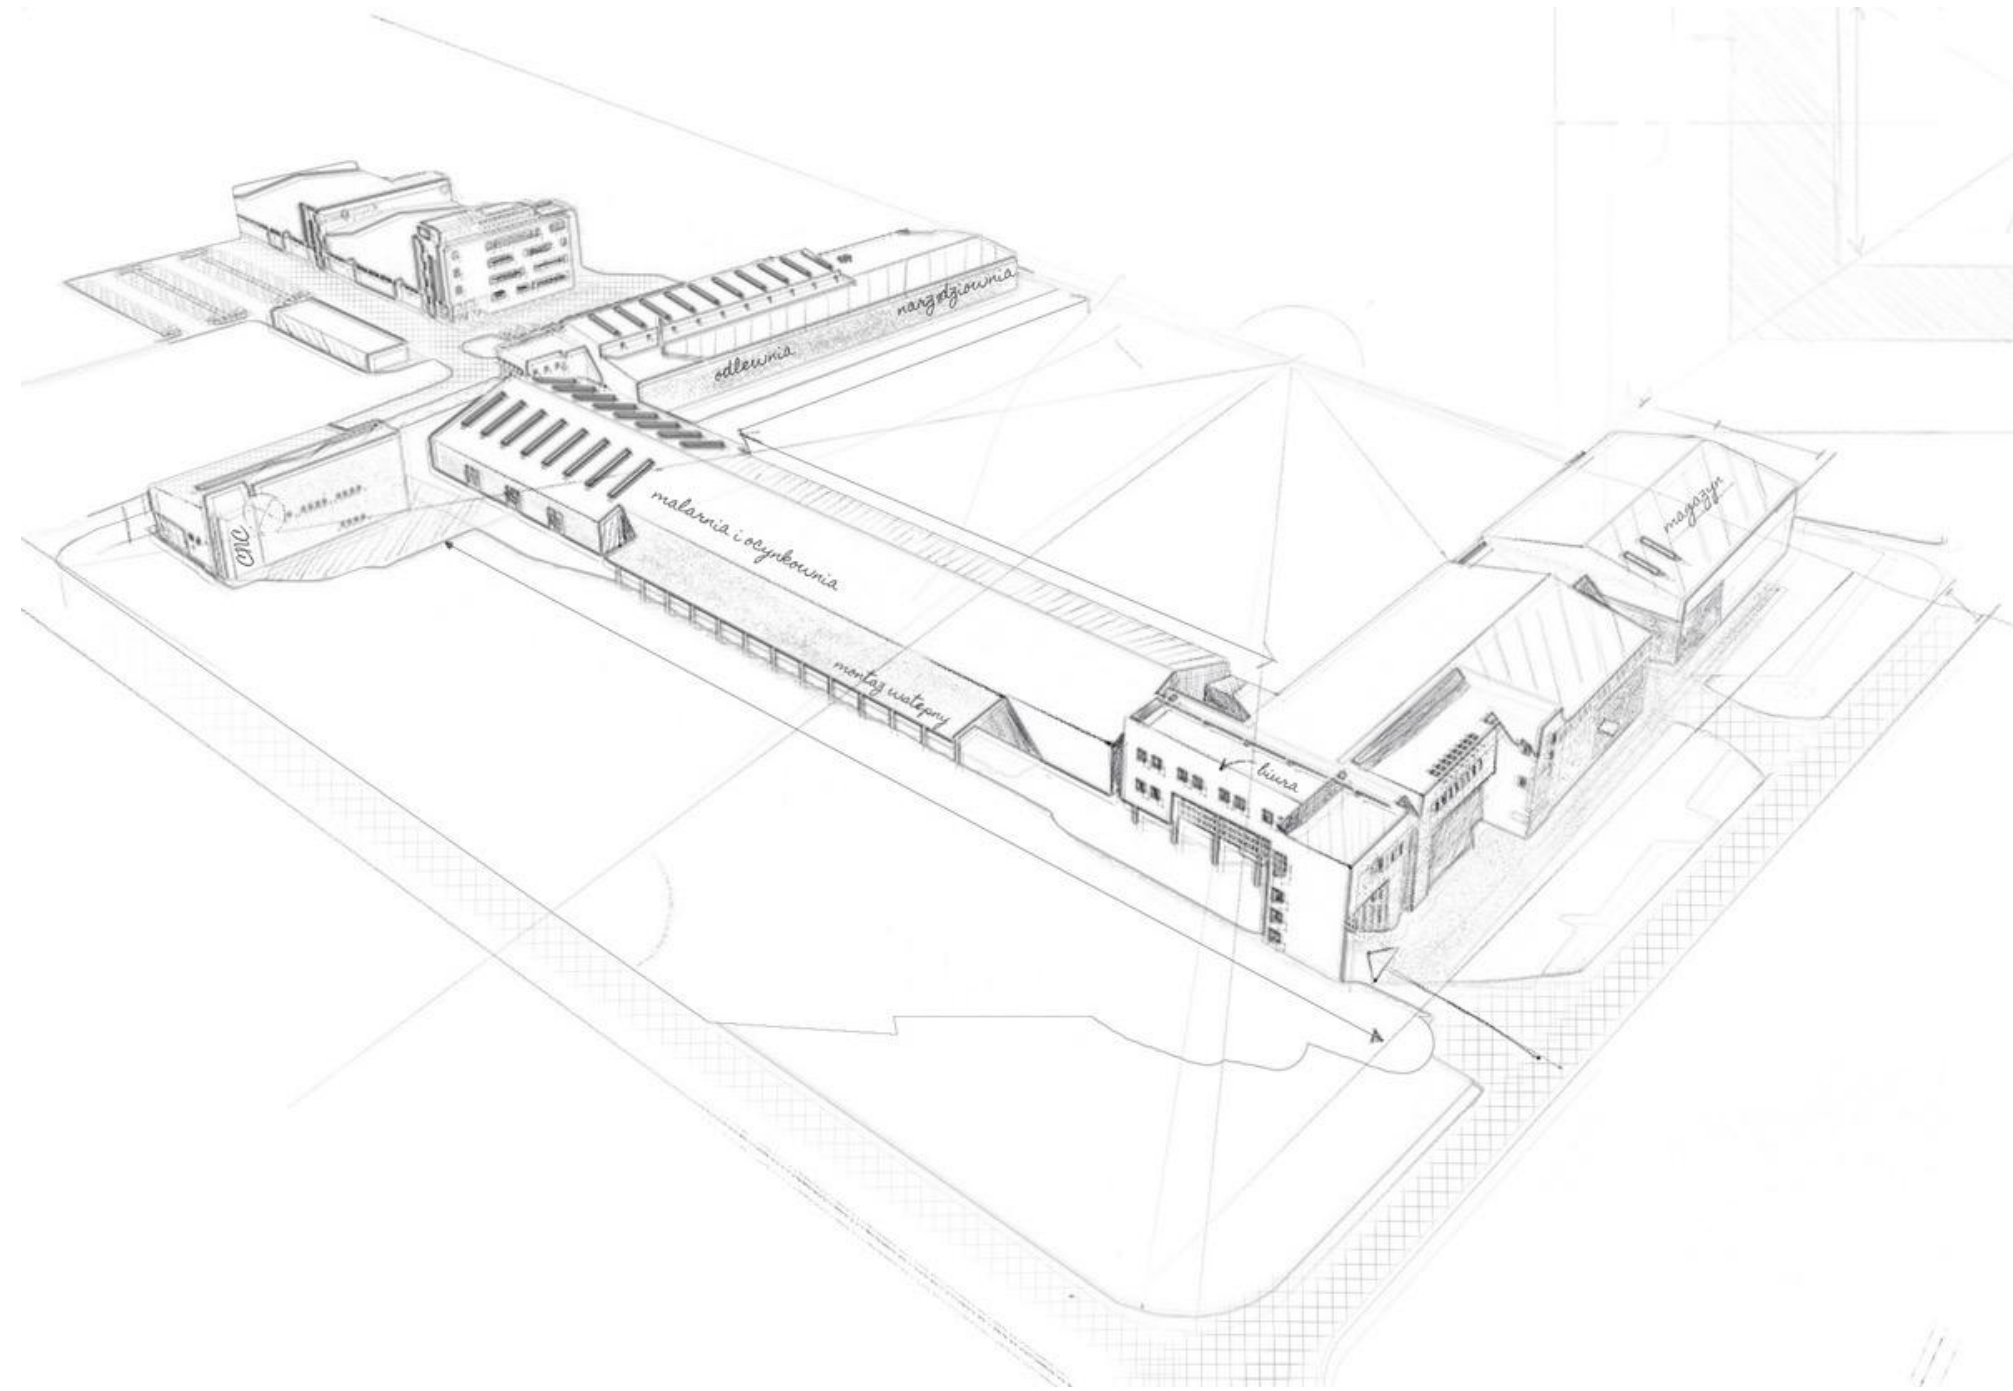 narzędziownia
odlewnia
magazyn
malarnia i ocynkownia
CNC
montaż wstępny
biura